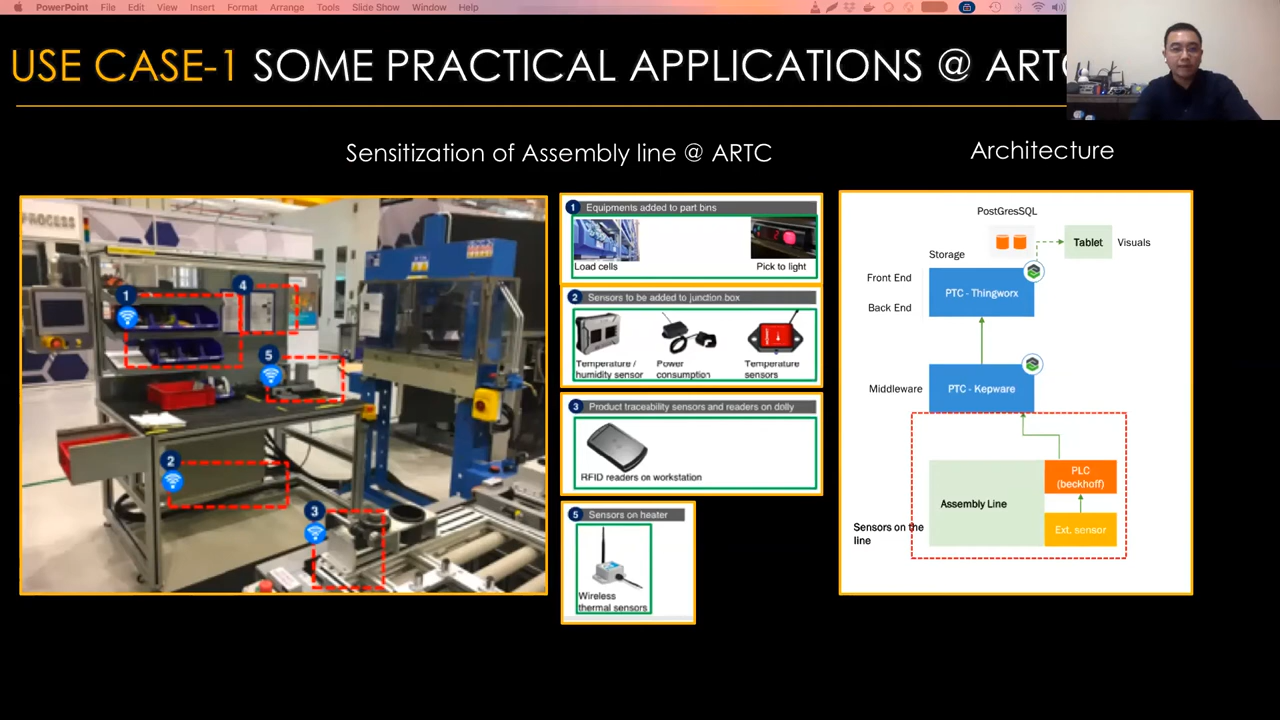 PowerPoint File Edit View Insert Format Arrange Tools Slide Show Window Help
USE CASE-1 SOME PRACTICAL APPLICATIONS @ ARTC
Sensitization of Assembly line @ ARTC
PROCESS
1
4
5
2
3
1 Equipments added to part bins
Load cells
Pick to light
2 Sensors to be added to junction box
Temperature /
humidity sensor
Power
consumption
Temperature
sensors
3 Product traceability sensors and readers on dolly
RFID readers on workstation
5 Sensors on heater
Wireless
thermal sensors
Architecture
PostGresSQL
Tablet
Visuals
Storage
Front End
PTC - Thingworx
Back End
Middleware
PTC - Kepware
PLC
(beckhoff)
Assembly Line
Sensors on the
line
Ext. sensor